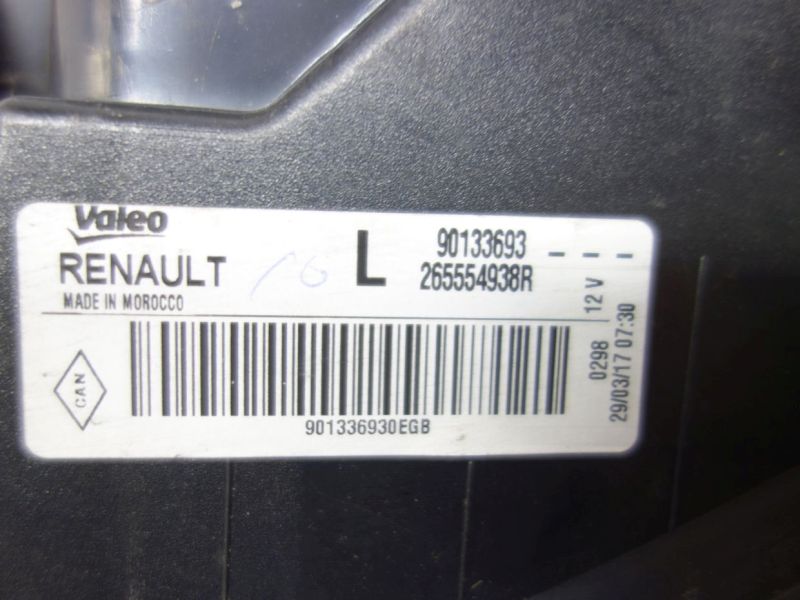 Valeo
RENAULT
MADE IN MOROCCO
L
90133693 - - -
265554938R
12 V
0298
29/03/17 07:30
CAN
901336930EGB